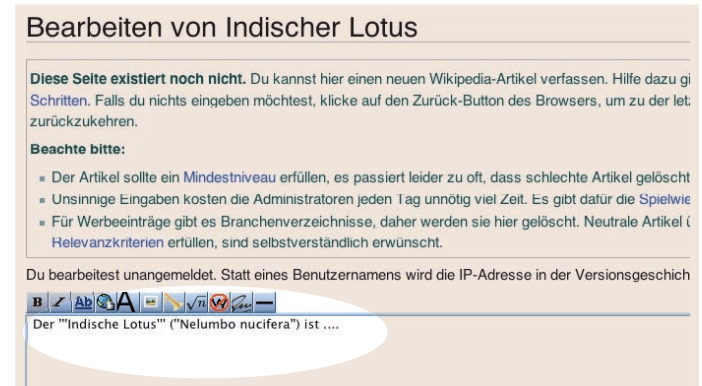 Bearbeiten von Indischer Lotus
Diese Seite existiert noch nicht. Du kannst hier einen neuen Wikipedia-Artikel verfassen. Hilfe dazu gi
Schritten. Falls du nichts eingeben möchtest, klicke auf den Zurück-Button des Browsers, um zu der let
zurückzukehren.
Beachte bitte:
Der Artikel sollte ein Mindestniveau erfüllen, es passiert leider zu oft, dass schlechte Artikel gelöscht
Unsinnige Eingaben kosten die Administratoren jeden Tag unnötig viel Zeit. Es gibt dafür die Spielwie
Für Werbeeinträge gibt es Branchenverzeichnisse, daher werden sie hier gelöscht. Neutrale Artikel ü
Relevanzkriterien erfüllen, sind selbstverständlich erwünscht.
Du bearbeitest unangemeldet. Statt eines Benutzernamens wird die IP-Adresse in der Versionsgeschich
B I Ab A √n W
Der '''Indische Lotus''' (''Nelumbo nucifera'') ist ....